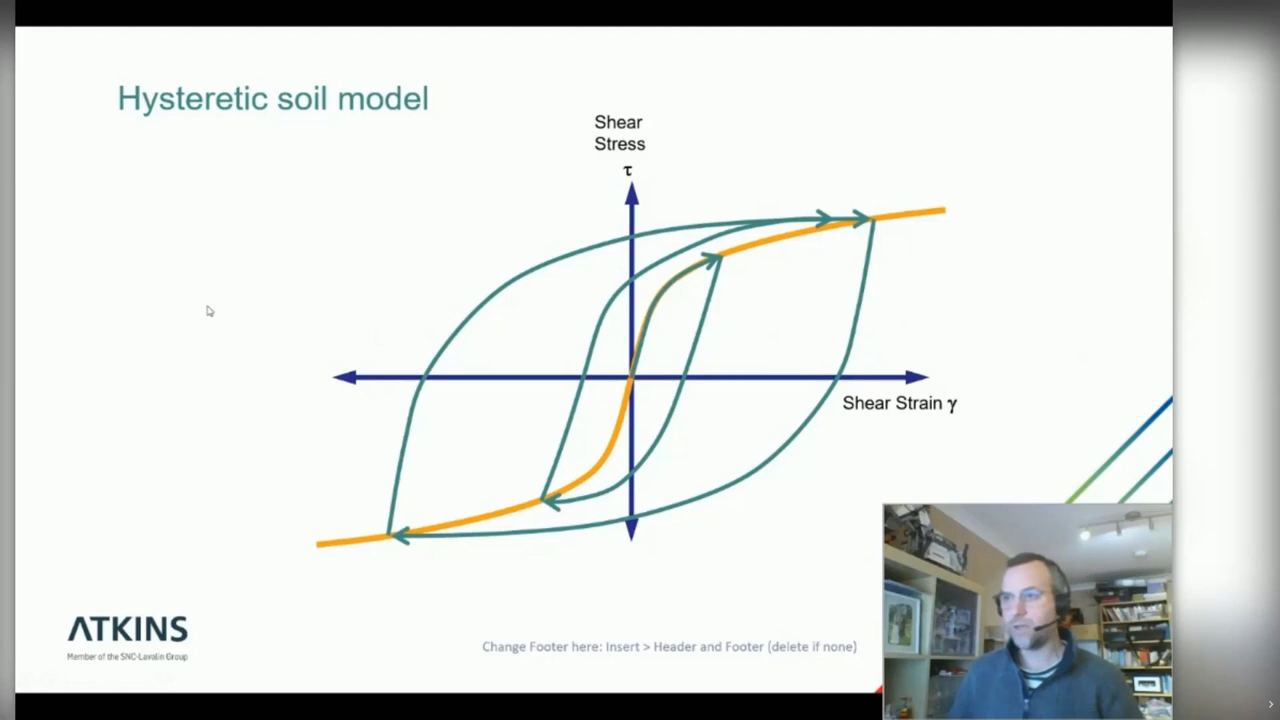 Hysteretic soil model
Shear
Stress
τ
Shear Strain γ
ATKINS
Member of the SNC-Lavalin Group
Change Footer here: Insert > Header and Footer (delete if none)